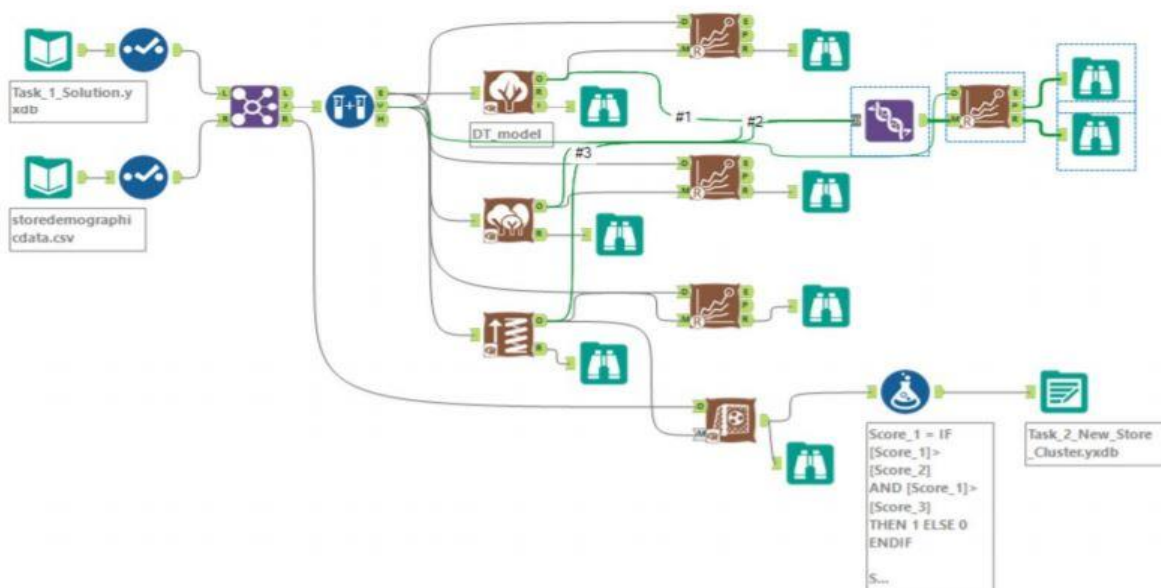 Task_1_Solution.y
xdb
storedemographi
cdata.csv
L
R
L
J
R
E
V
H
DT_model
O
R
I
O
R
O
R
D
M
R
E
P
R
D
M
R
E
P
R
D
M
R
E
P
R
#1
#2
#3
D
M
R
E
P
R
D
M
Score_1 = IF
[Score_1]>
[Score_2]
AND [Score_1]>
[Score_3]
THEN 1 ELSE 0
ENDIF
S...
Task_2_New_Store
_Cluster.yxdb